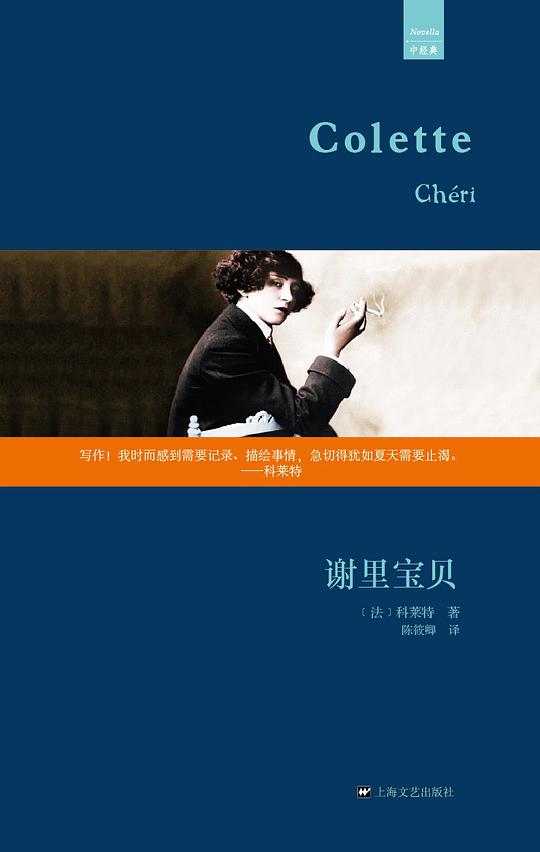 Novella
中经典
Colette
Chéri
写作！我时而感到需要记录、描绘事情，急切得犹如夏天需要止渴。
——科莱特
谢里宝贝
〔法〕科莱特 著
陈筱卿 译
上海文艺出版社